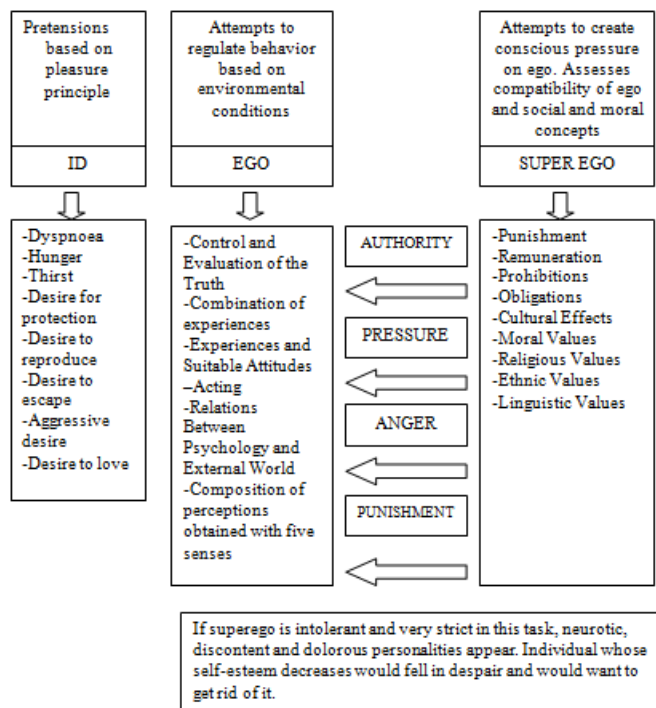 Pretensions
based on
pleasure
principle
ID
Attempts to
regulate behavior
based on
environmental
conditions
EGO
Attempts to create
conscious pressure
on ego. Assesses
compatibility of ego
and social and moral
concepts
SUPER EGO
-Dyspnoea
-Hunger
-Thirst
-Desire for
protection
-Desire to
reproduce
-Desire to
escape
-Aggressive
desire
-Desire to love
-Control and
Evaluation of the
Truth
-Combination of
experiences
-Experiences and
Suitable Attitudes
–Acting
-Relations
Between
Psychology and
External World
-Composition of
perceptions
obtained with five
senses
AUTHORITY
PRESSURE
ANGER
PUNISHMENT
-Punishment
-Remuneration
-Prohibitions
-Obligations
-Cultural Effects
-Moral Values
-Religious Values
-Ethnic Values
-Linguistic Values
If superego is intolerant and very strict in this task, neurotic,
discontent and dolorous personalities appear. Individual whose
self-esteem decreases would fell in despair and would want to
get rid of it.